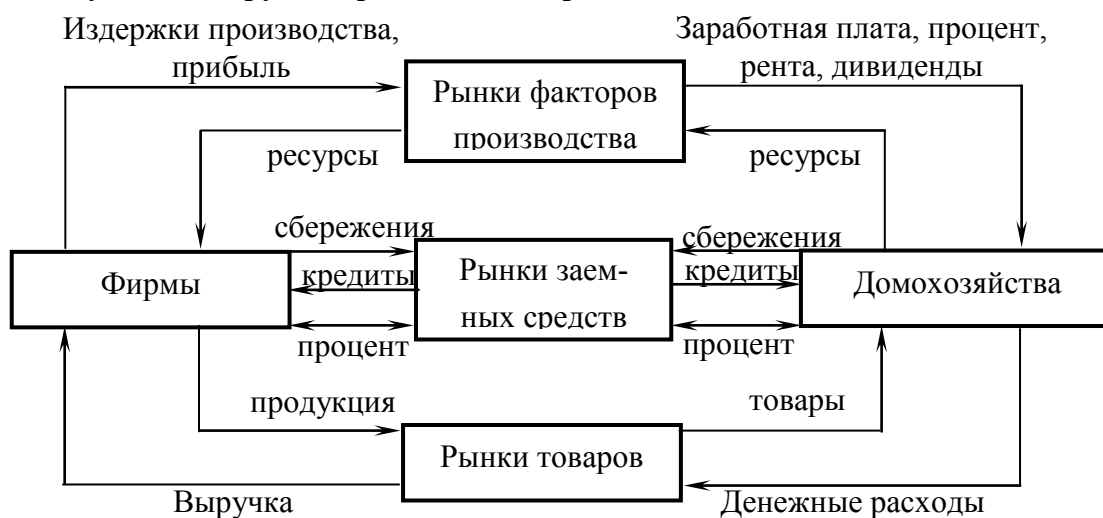 Издержки производства,
прибыль
Заработная плата, процент,
рента, дивиденды
Рынки факторов
производства
ресурсы
ресурсы
сбережения
сбережения
кредиты
кредиты
Фирмы
Рынки заем-
ных средств
Домохозяйства
процент
процент
продукция
товары
Рынки товаров
Выручка
Денежные расходы